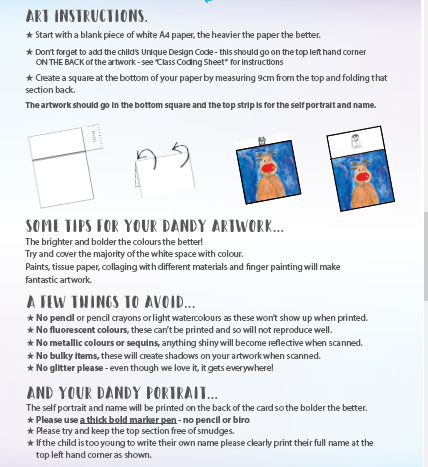 ART INSTRUCTIONS.
★ Start with a blank piece of white A4 paper, the heavier the paper the better.
★ Don't forget to add the child's Unique Design Code - this should go on the top left hand corner
ON THE BACK of the artwork - see "Class Coding Sheet" for instructions
★ Create a square at the bottom of your paper by measuring 9cm from the top and folding that
section back.
The artwork should go in the bottom square and the top strip is for the self portrait and name.
SOME TIPS FOR YOUR DANDY ARTWORK...
The brighter and bolder the colours the better!
Try and cover the majority of the white space with colour.
Paints, tissue paper, collaging with different materials and finger painting will make
fantastic artwork.
A FEW THINGS TO AVOID...
★ No pencil or pencil crayons or light watercolours as these won't show up when printed.
★ No fluorescent colours, these can't be printed and so will not reproduce well.
★ No metallic colours or sequins, anything shiny will become reflective when scanned.
★ No bulky items, these will create shadows on your artwork when scanned.
★ No glitter please - even though we love it, it gets everywhere!
AND YOUR DANDY PORTRAIT...
The self portrait and name will be printed on the back of the card so the bolder the better.
★ Please use a thick bold marker pen - no pencil or biro
★ Please try and keep the top section free of smudges.
★ If the child is too young to write their own name please clearly print their full name at the
top left hand corner as shown.